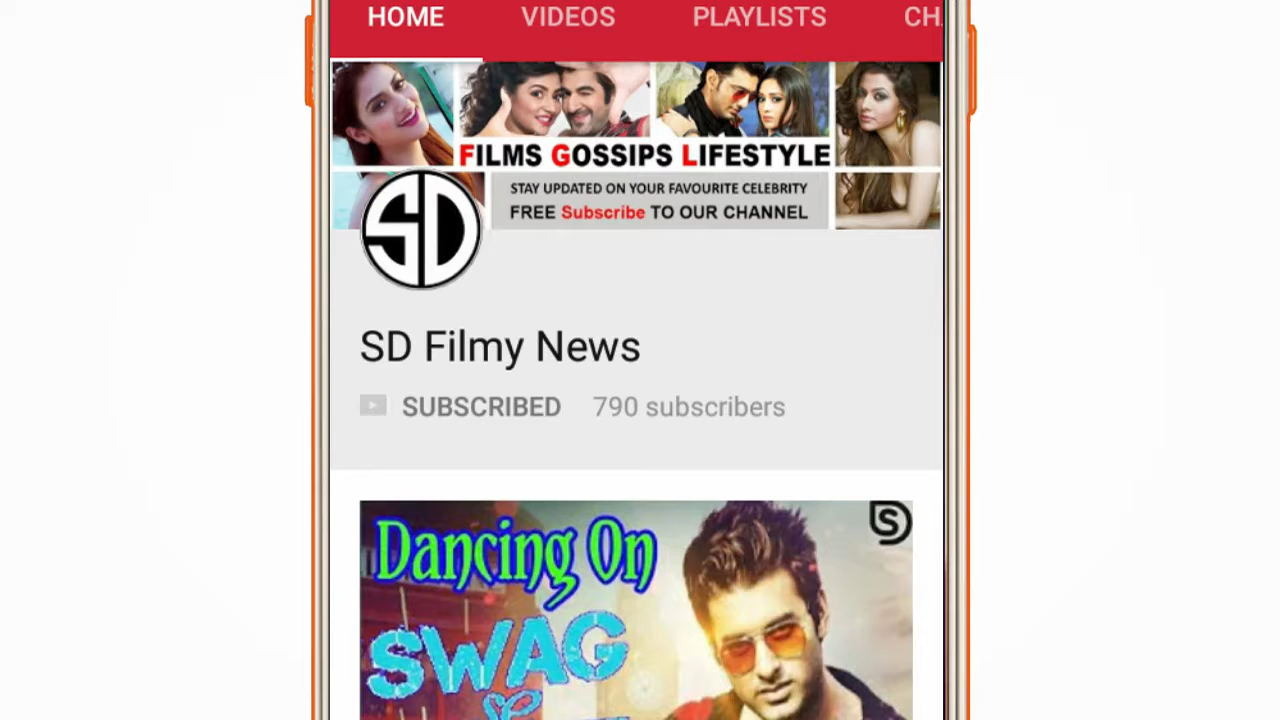 HOME VIDEOS PLAYLISTS
FILMS GOSSIPS LIFESTYLE
STAY UPDATED ON YOUR FAVOURITE CELEBRITY
FREE Subscribe TO OUR CHANNEL
SD
SD Filmy News
SUBSCRIBED 790 subscribers
Dancing On
SWAG